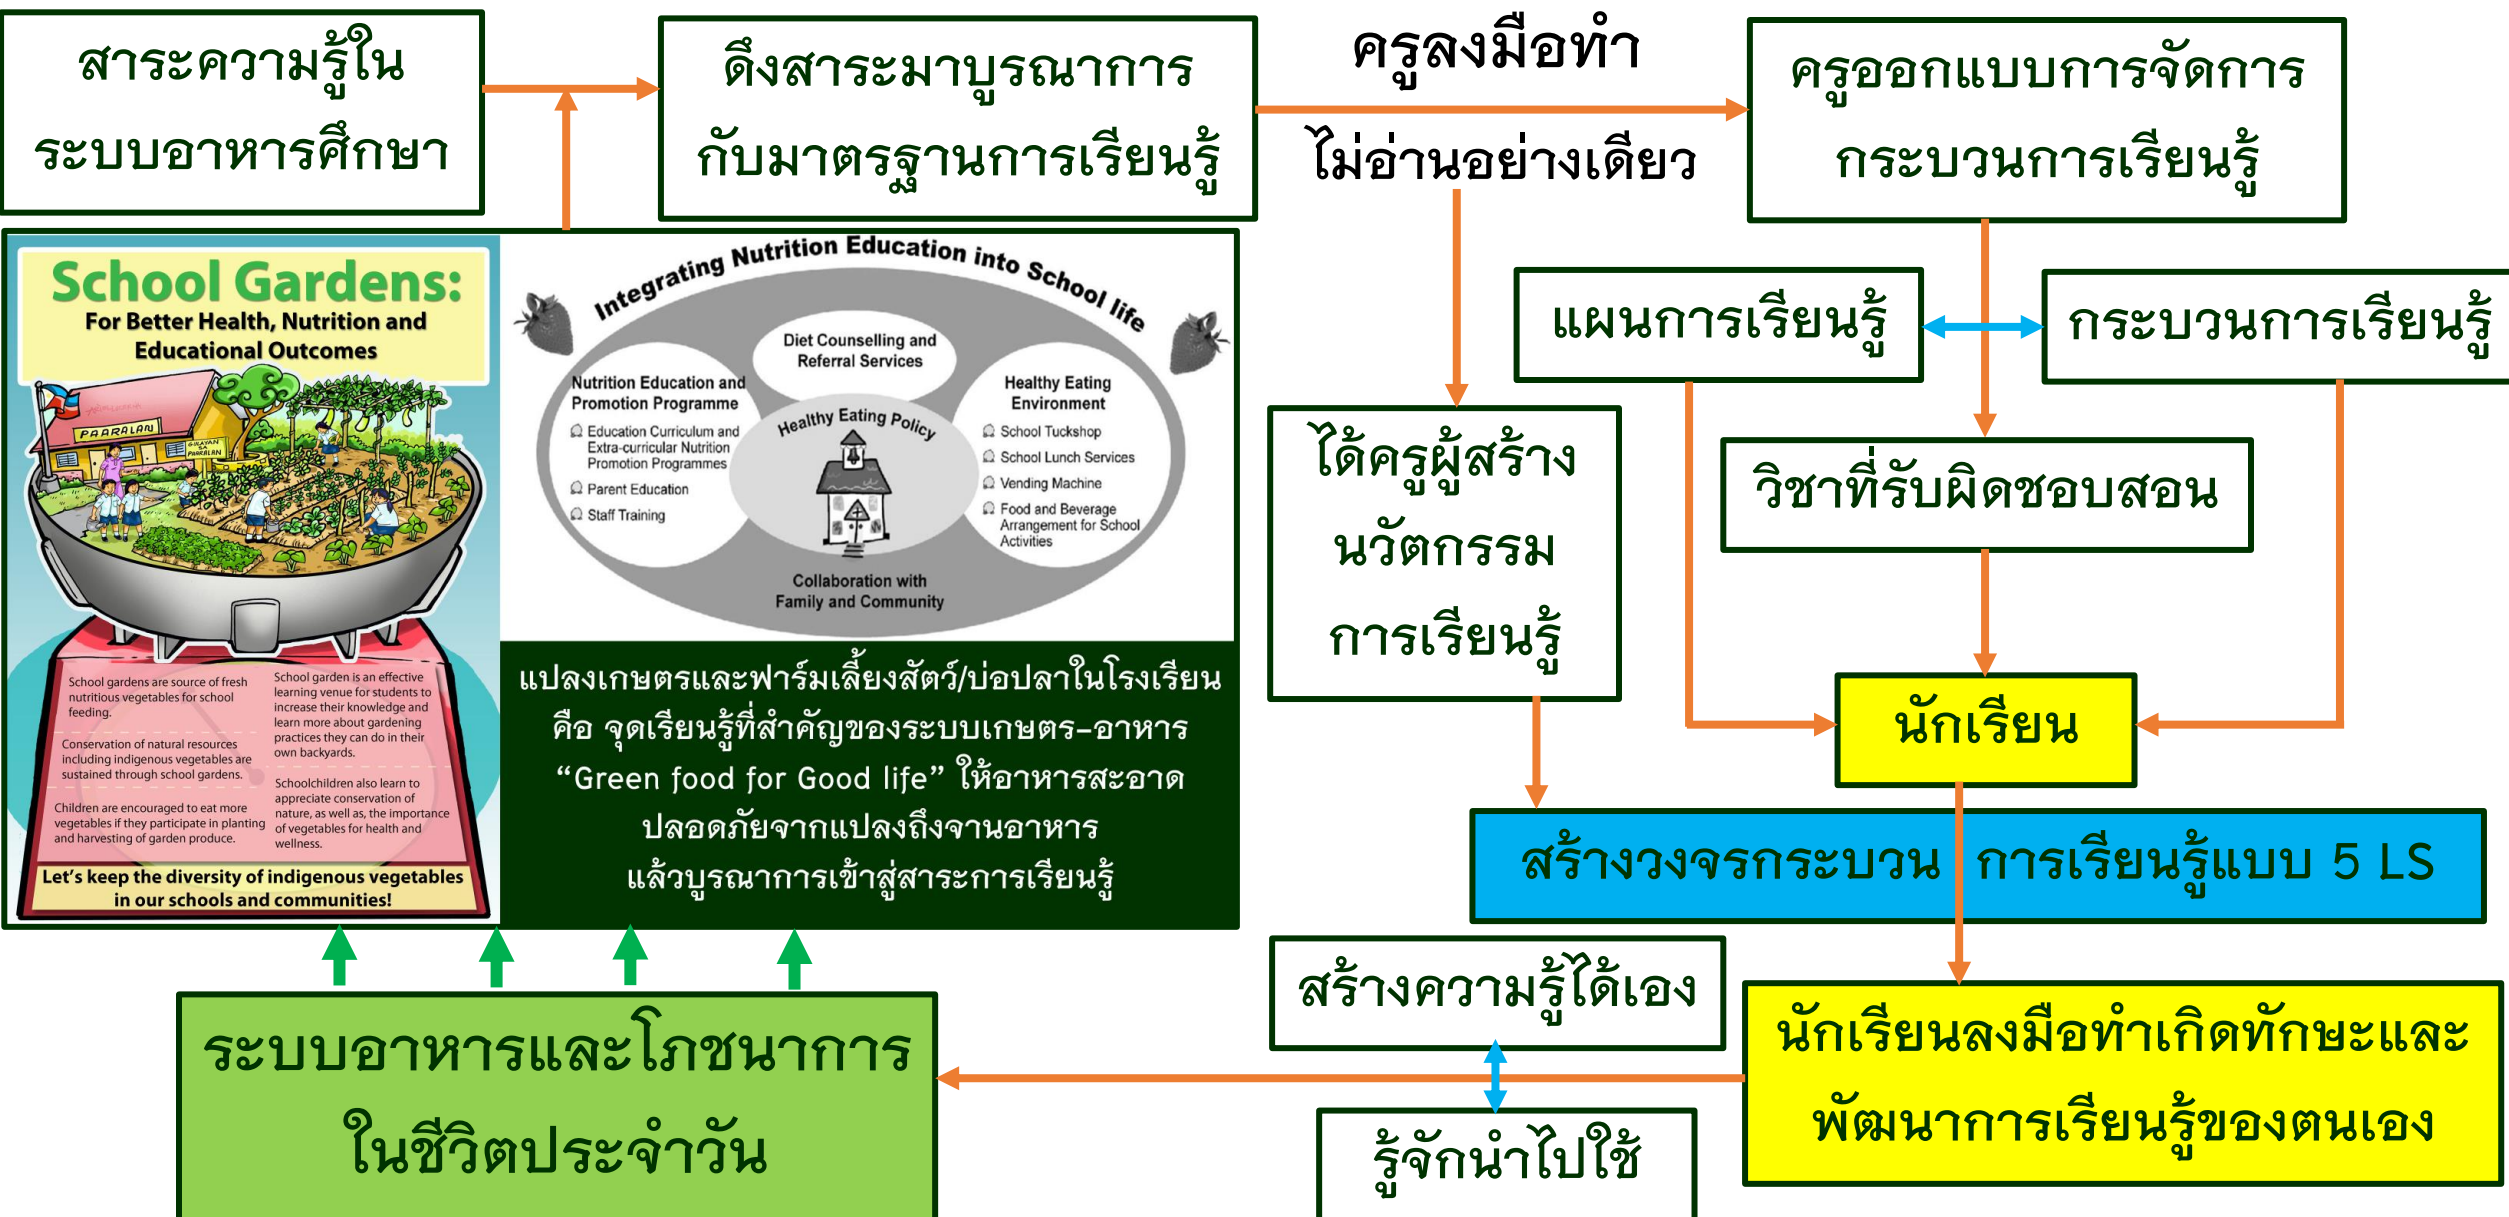 สาระความรู้ใน
ระบบอาหารศึกษา
ดึงสาระมาบูรณาการ
กับมาตรฐานการเรียนรู้
ครูลงมือทำ
ไม่อ่านอย่างเดียว
ครูออกแบบการจัดการ
กระบวนการเรียนรู้
School Gardens:
For Better Health, Nutrition and
Educational Outcomes
PAARALAN
GULAYAN
SA
PAARALAN
School gardens are source of fresh
nutritious vegetables for school
feeding.
Conservation of natural resources
including indigenous vegetables are
sustained through school gardens.
Children are encouraged to eat more
vegetables if they participate in planting
and harvesting of garden produce.
School garden is an effective
learning venue for students to
increase their knowledge and
learn more about gardening
practices they can do in their
own backyards.
Schoolchildren also learn to
appreciate conservation of
nature, as well as, the importance
of vegetables for health and
wellness.
Let's keep the diversity of indigenous vegetables
in our schools and communities!
Integrating Nutrition Education into School life
Diet Counselling and
Referral Services
Nutrition Education and
Promotion Programme
Education Curriculum and
Extra-curricular Nutrition
Promotion Programmes
Parent Education
Staff Training
Healthy Eating Policy
Healthy Eating
Environment
School Tuckshop
School Lunch Services
Vending Machine
Food and Beverage
Arrangement for School
Activities
Collaboration with
Family and Community
แปลงเกษตรและฟาร์มเลี้ยงสัตว์/บ่อปลาในโรงเรียน
คือ จุดเรียนรู้ที่สำคัญของระบบเกษตร-อาหาร
“Green food for Good life” ให้อาหารสะอาด
ปลอดภัยจากแปลงถึงจานอาหาร
แล้วบูรณาการเข้าสู่สาระการเรียนรู้
แผนการเรียนรู้
กระบวนการเรียนรู้
ได้ครูผู้สร้าง
นวัตกรรม
การเรียนรู้
วิชาที่รับผิดชอบสอน
นักเรียน
สร้างวงจรกระบวน การเรียนรู้แบบ 5 LS
สร้างความรู้ได้เอง
รู้จักนำไปใช้
นักเรียนลงมือทำเกิดทักษะและ
พัฒนาการเรียนรู้ของตนเอง
ระบบอาหารและโภชนาการ
ในชีวิตประจำวัน